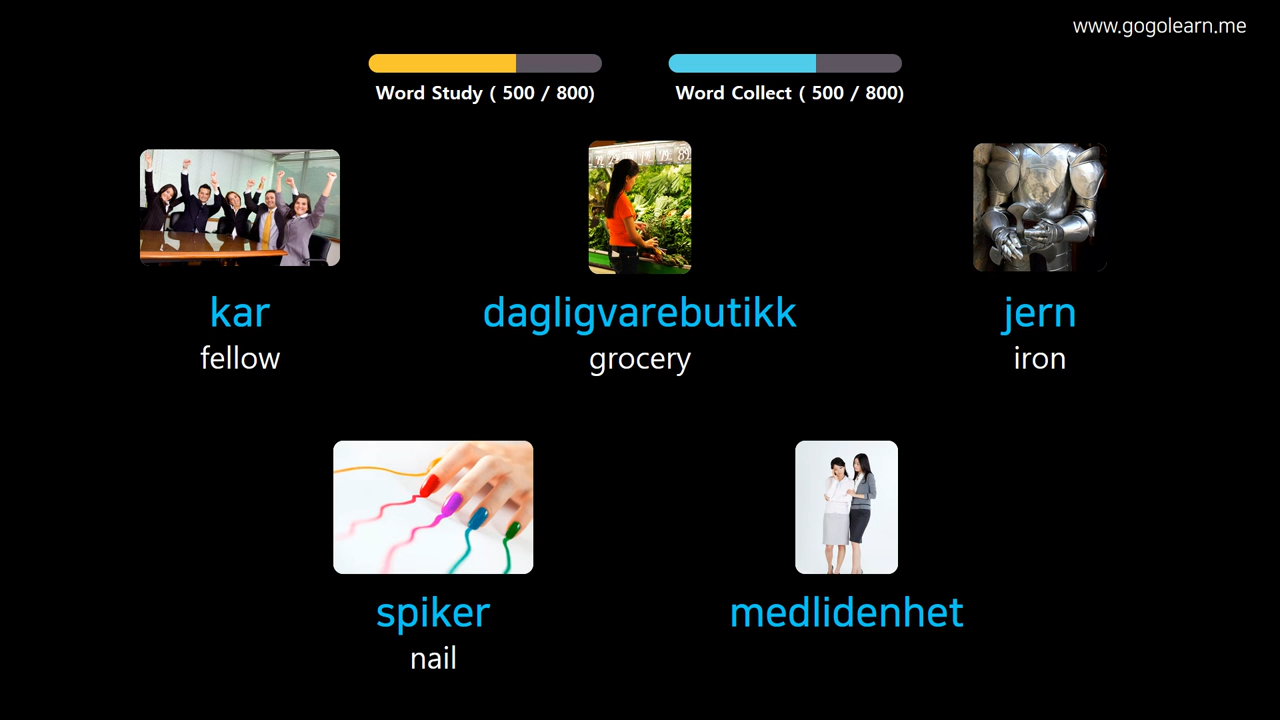 www.gogolearn.me
Word Study ( 500 / 800)
Word Collect ( 500 / 800)
kar
fellow
dagligvarebutikk
grocery
jern
iron
spiker
nail
medlidenhet